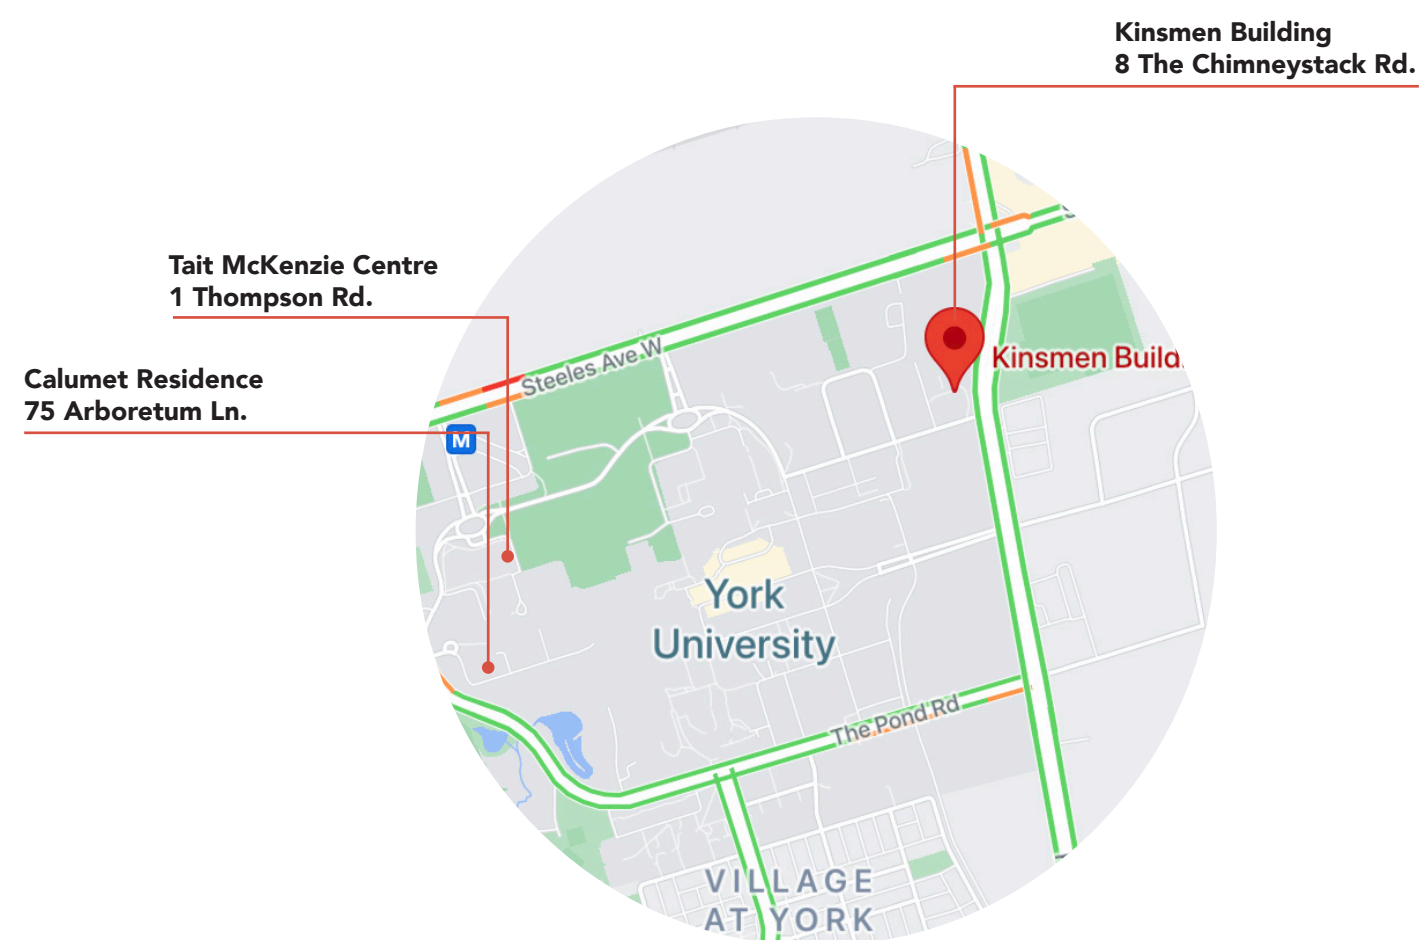 Kinsmen Building
8 The Chimneystack Rd.
Tait McKenzie Centre
1 Thompson Rd.
Calumet Residence
75 Arboretum Ln.
Steeles Ave W
Kinsmen Build
M
York
University
The Pond Rd
VILLAGE
AT YORK